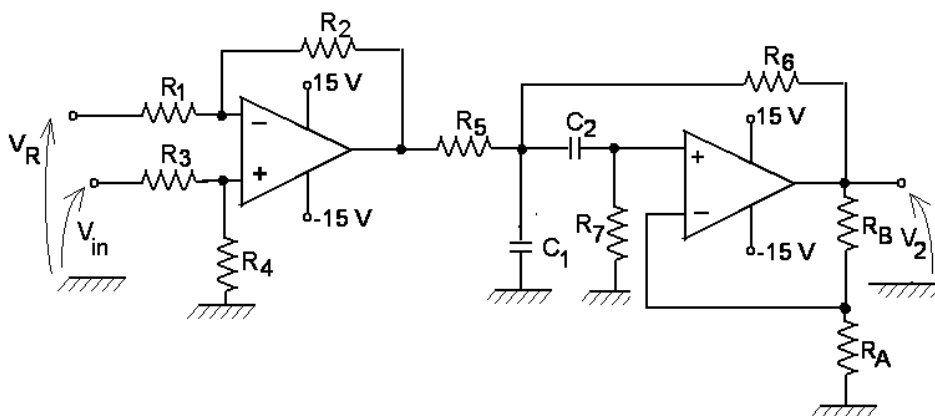 R2
15 V
R1
VR
R3
Vin
R4
-15 V
R5
C2
C1
R7
R6
15 V
-15 V
RB
V2
RA
−
+
+
−